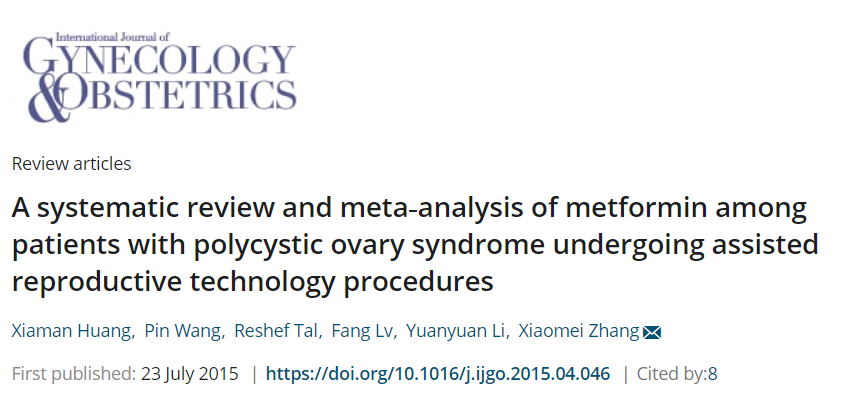 International Journal of
GYNECOLOGY
&OBSTETRICS
Review articles
A systematic review and meta-analysis of metformin among
patients with polycystic ovary syndrome undergoing assisted
reproductive technology procedures
Xiaman Huang, Pin Wang, Reshef Tal, Fang Lv, Yuanyuan Li, Xiaomei Zhang
First published: 23 July 2015 | https://doi.org/10.1016/j.ijgo.2015.04.046 | Cited by:8